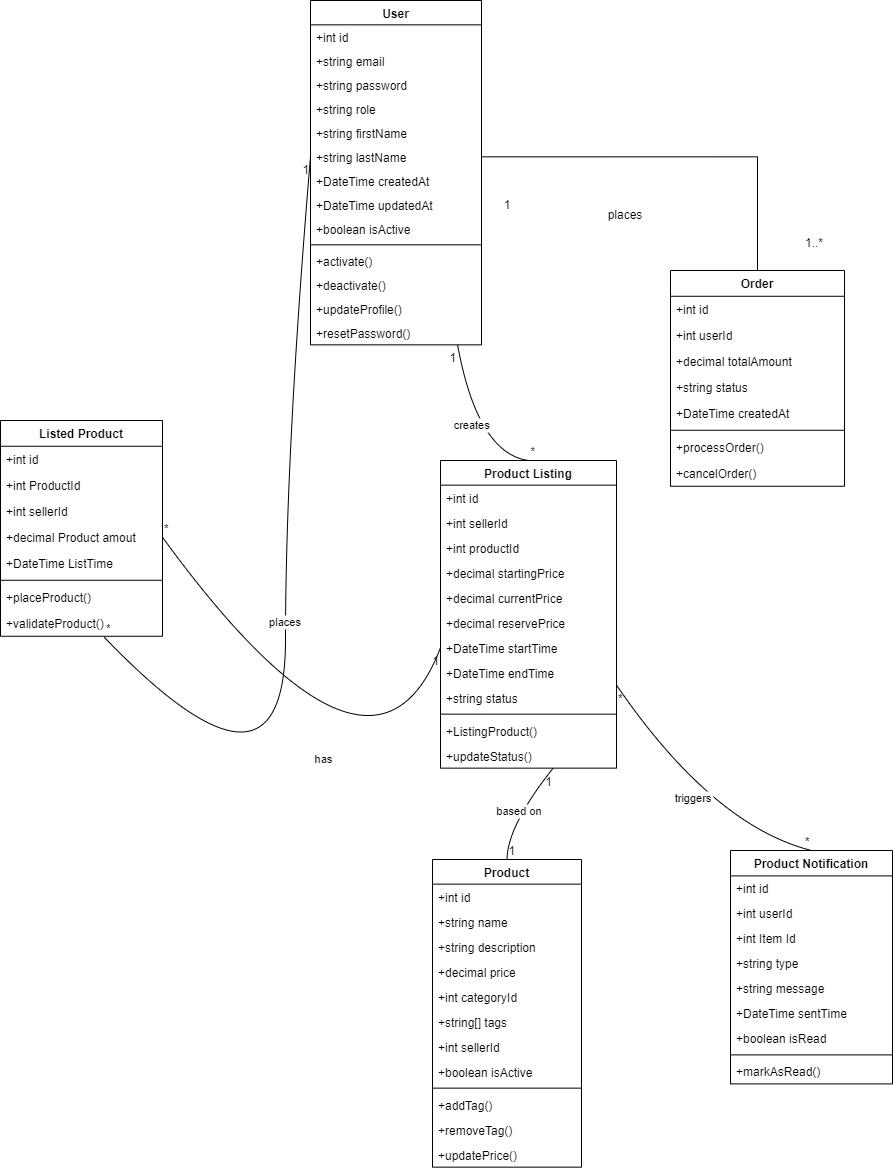 User
+int id
+string email
+string password
+string role
+string firstName
+string lastName
+DateTime createdAt
+DateTime updatedAt
+boolean isActive
+activate()
+deactivate()
+updateProfile()
+resetPassword()
1
1
places
1..*
Order
+int id
+int userId
+decimal totalAmount
+string status
+DateTime createdAt
+processOrder()
+cancelOrder()
1
creates
*
Listed Product
+int id
+int ProductId
+int sellerId
+decimal Product amout
+DateTime ListTime
+placeProduct()
+validateProduct()
*
*
places
has
1
Product Listing
+int id
+int sellerId
+int productId
+decimal startingPrice
+decimal currentPrice
+decimal reservePrice
+DateTime startTime
+DateTime endTime
+string status
+ListingProduct()
+updateStatus()
*
triggers
*
1
based on
1
Product
+int id
+string name
+string description
+decimal price
+int categoryId
+string[] tags
+int sellerId
+boolean isActive
+addTag()
+removeTag()
+updatePrice()
Product Notification
+int id
+int userId
+int Item Id
+string type
+string message
+DateTime sentTime
+boolean isRead
+markAsRead()